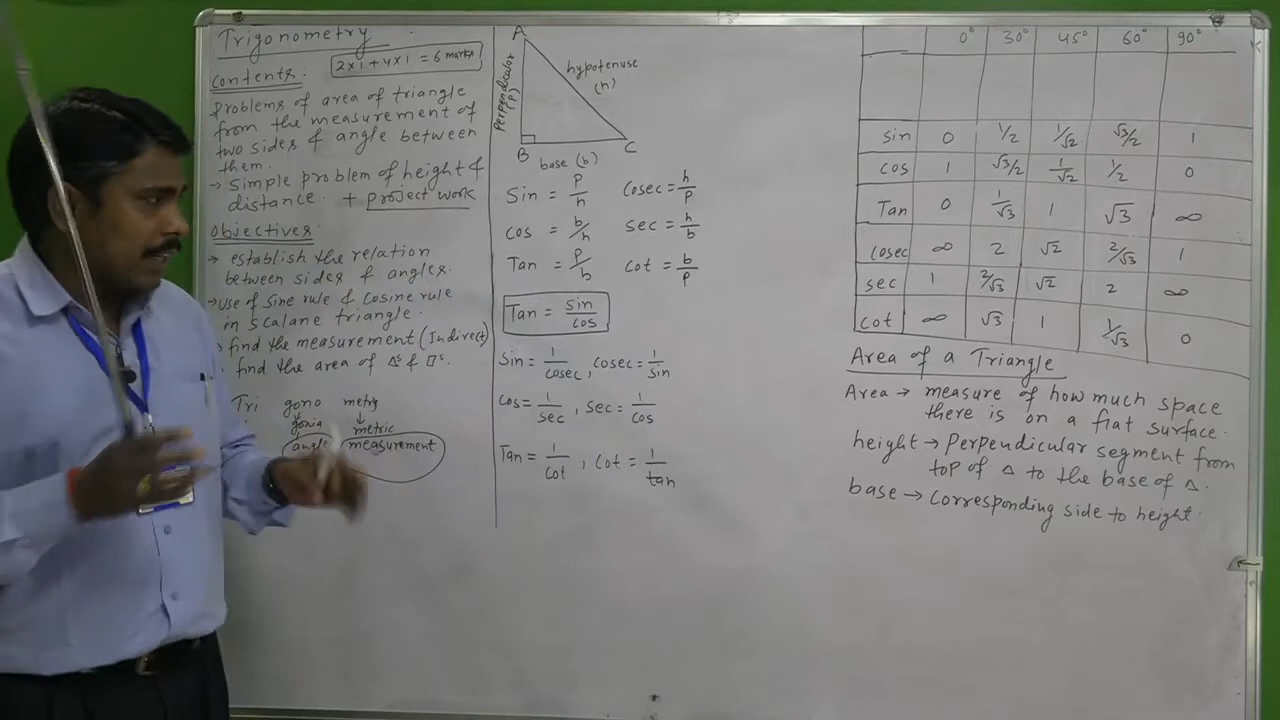 Trigonometry
2x1+4x1 = 6 marks
contents:
problems of area of triangle
from the measurement of
two sides & angle between
them.
→ simple problem of height &
distance. + project work
objectives:
→ establish the relation
between sides & angles.
→ use of sine rule & cosine rule
in scalane triangle.
→ find the measurement (Indirect)
find the area of Δs & □s.
Tri gono metry
↓ ↓
gonia metric
angle measurement
A
Perpendicular (P)
hypotenuse
(h)
B
C
base (b)
Sin = P/h Cosec = h/p
cos = b/h sec = h/b
Tan = P/b Cot = b/p
Tan = sin/cos
Sin = 1/cosec, cosec = 1/sin
Cos = 1/sec, sec = 1/cos
Tan = 1/cot, cot = 1/tan
0° 30° 45° 60° 90°
sin 0 1/2 1/√2 √3/2 1
cos 1 √3/2 1/√2 1/2 0
Tan 0 1/√3 1 √3 ∞
cosec ∞ 2 √2 2/√3 1
sec 1 2/√3 √2 2 ∞
cot ∞ √3 1 1/√3 0
Area of a Triangle
Area → measure of how much space
there is on a flat surface.
height → Perpendicular segment from
top of Δ to the base of Δ.
base → corresponding side to height.